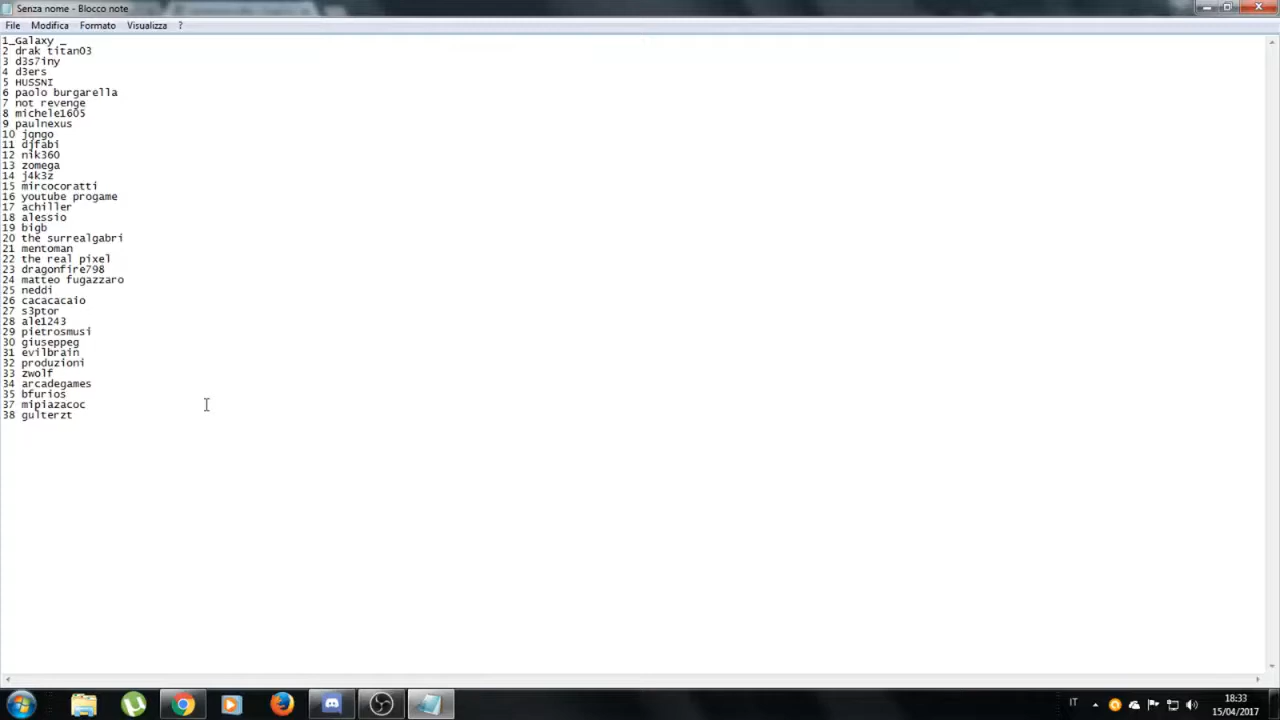 Senza nome - Blocco note
File Modifica Formato Visualizza ?
1_Galaxy _
2 drak titan03
3 d3s7iny
4 d3ers
5 HUSSNI
6 paolo burgarella
7 not revenge
8 michele1605
9 paulnexus
10 jqngo
11 djfabi
12 nik360
13 zomega
14 j4k3z
15 mircocoratti
16 youtube progame
17 achiller
18 alessio
19 bigb
20 the surrealgabri
21 mentoman
22 the real pixel
23 dragonfire798
24 matteo fugazzaro
25 neddi
26 cacacacaio
27 s3ptor
28 ale1243
29 pietrosmusi
30 giuseppeg
31 evilbrain
32 produzioni
33 zwolf
34 arcadegames
35 bfurios
37 mipiazacoc
38 gulterzt
IT
18:33
15/04/2017